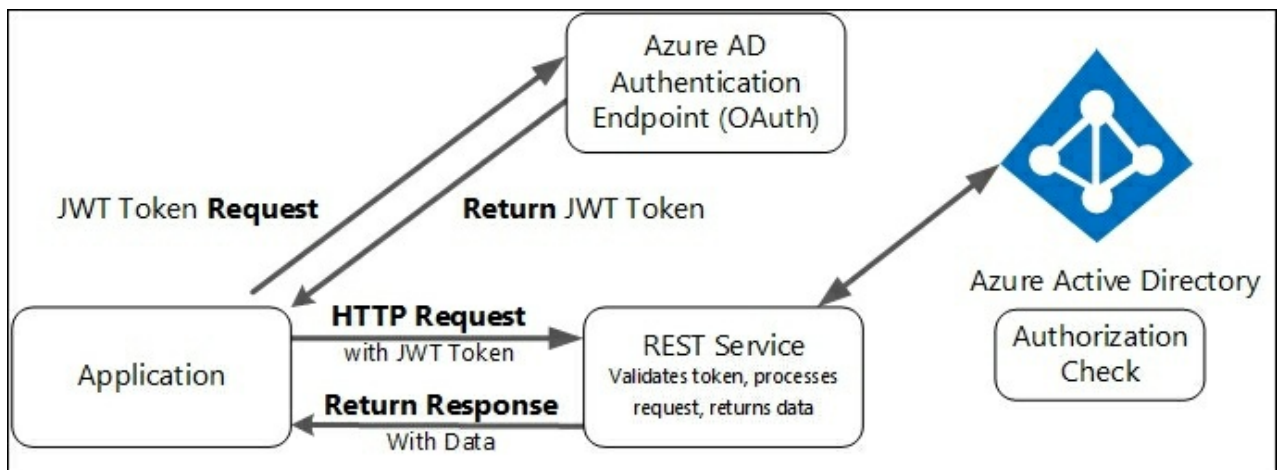 Azure AD
Authentication
Endpoint (OAuth)
JWT Token Request
Return JWT Token
Azure Active Directory
Authorization
Check
HTTP Request
with JWT Token
Application
REST Service
Validates token, processes
request, returns data
Return Response
With Data